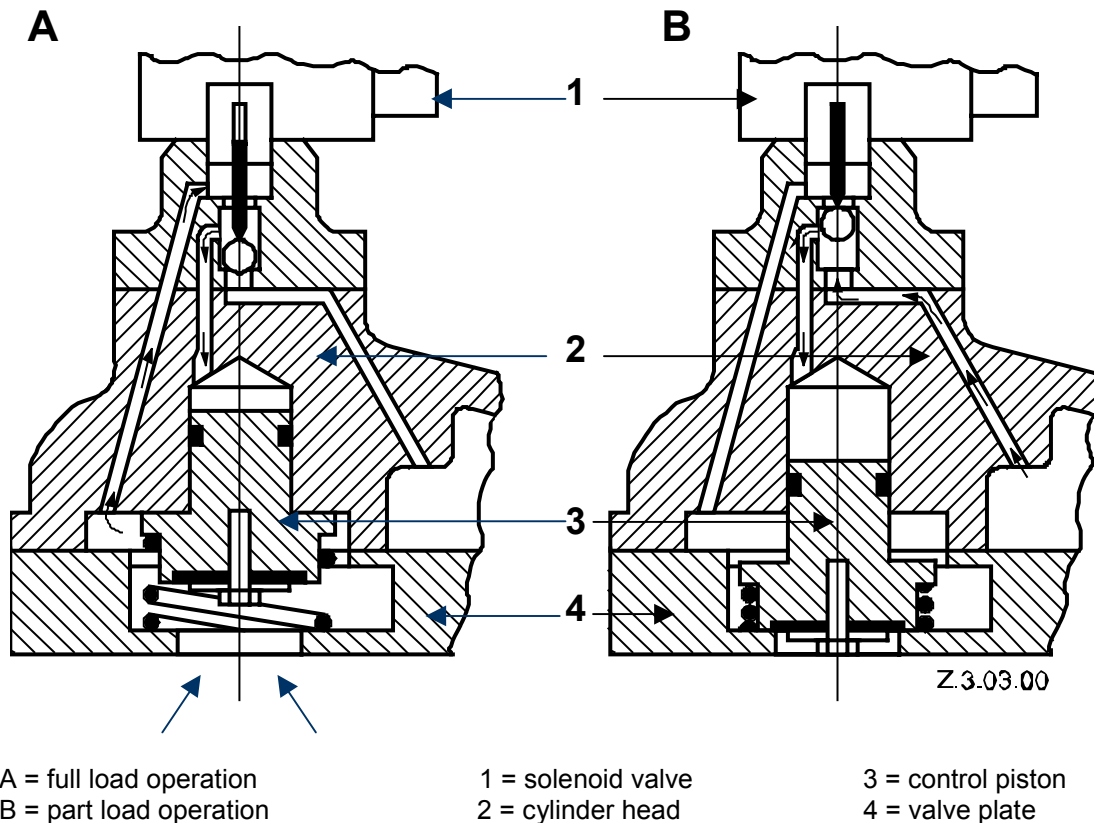 A B
1
2
3
4
Z.3.03.00
A = full load operation 1 = solenoid valve 3 = control piston
B = part load operation 2 = cylinder head 4 = valve plate